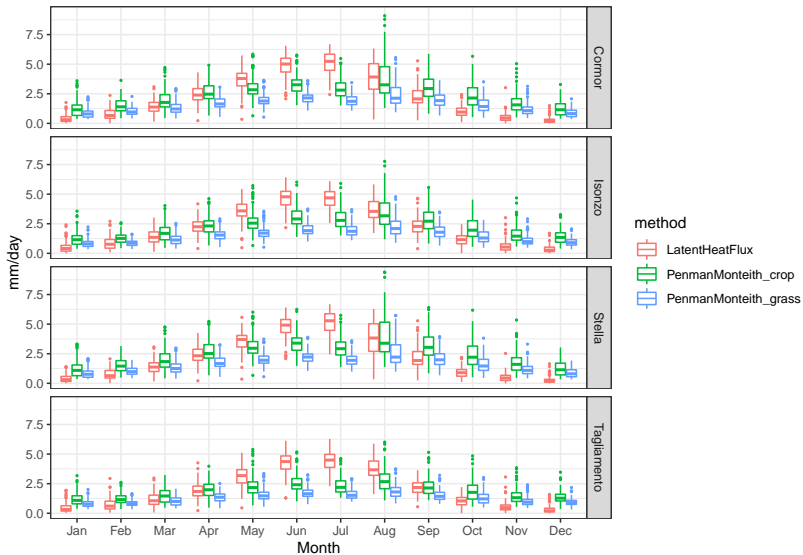 7.5
5.0
2.5
0.0
Cormor
7.5
5.0
2.5
0.0
Isonzo
7.5
5.0
2.5
0.0
Stella
7.5
5.0
2.5
0.0
Tagliamento
mm/day
Jan Feb Mar Apr May Jun Jul Aug Sep Oct Nov Dec
Month
method
LatentHeatFlux
PenmanMonteith_crop
PenmanMonteith_grass